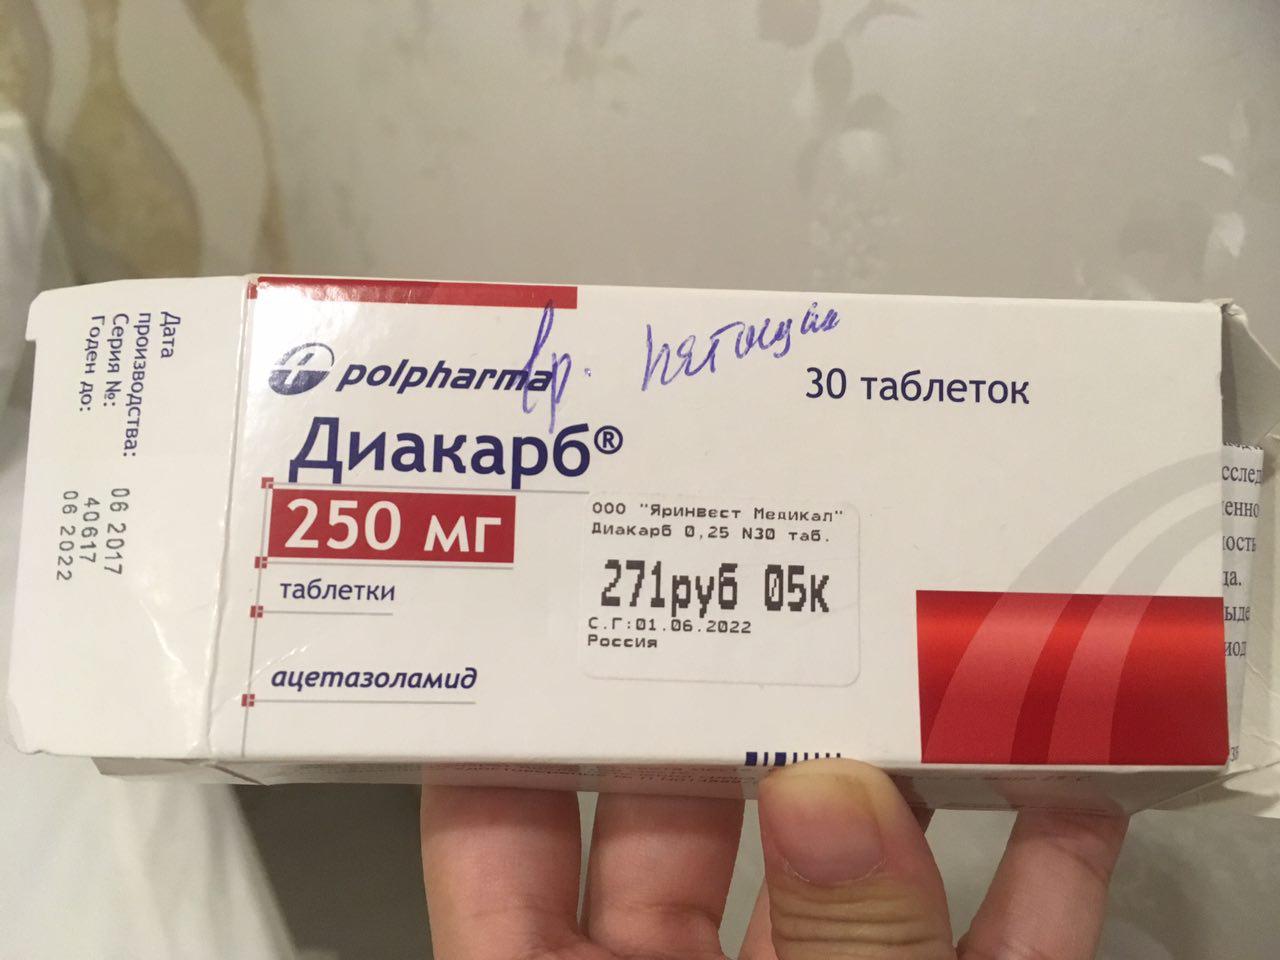 polpharma
30 таблеток
Диакарб®
250 мг
таблетки
ацетазоламид
ООО "Яринвест Медикал"
Диакарб 0,25 N30 таб.
271руб 05к
С.Г:01.06.2022
Россия
Дата
производства: 06 2017
Серия №: 40617
Годен до: 06 2022